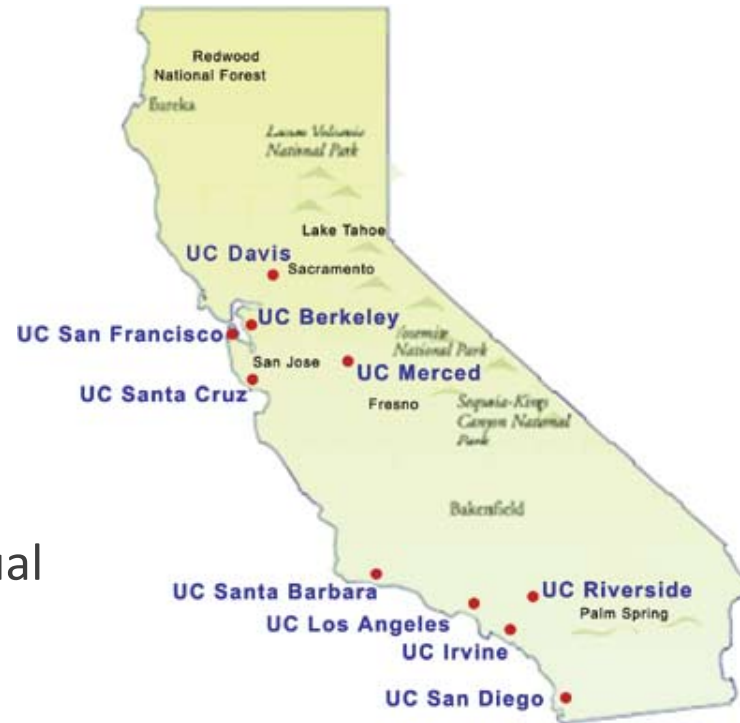 Redwood
National Forest
Eureka
Lassen Volcanic
National Park
Lake Tahoe
UC Davis
Sacramento
UC Berkeley
UC San Francisco
Yosemite
National Park
San Jose
UC Merced
UC Santa Cruz
Fresno
Sequoia-Kings
Canyon National
Park
Bakersfield
ual
UC Santa Barbara
UC Riverside
Palm Spring
UC Los Angeles
UC Irvine
UC San Diego